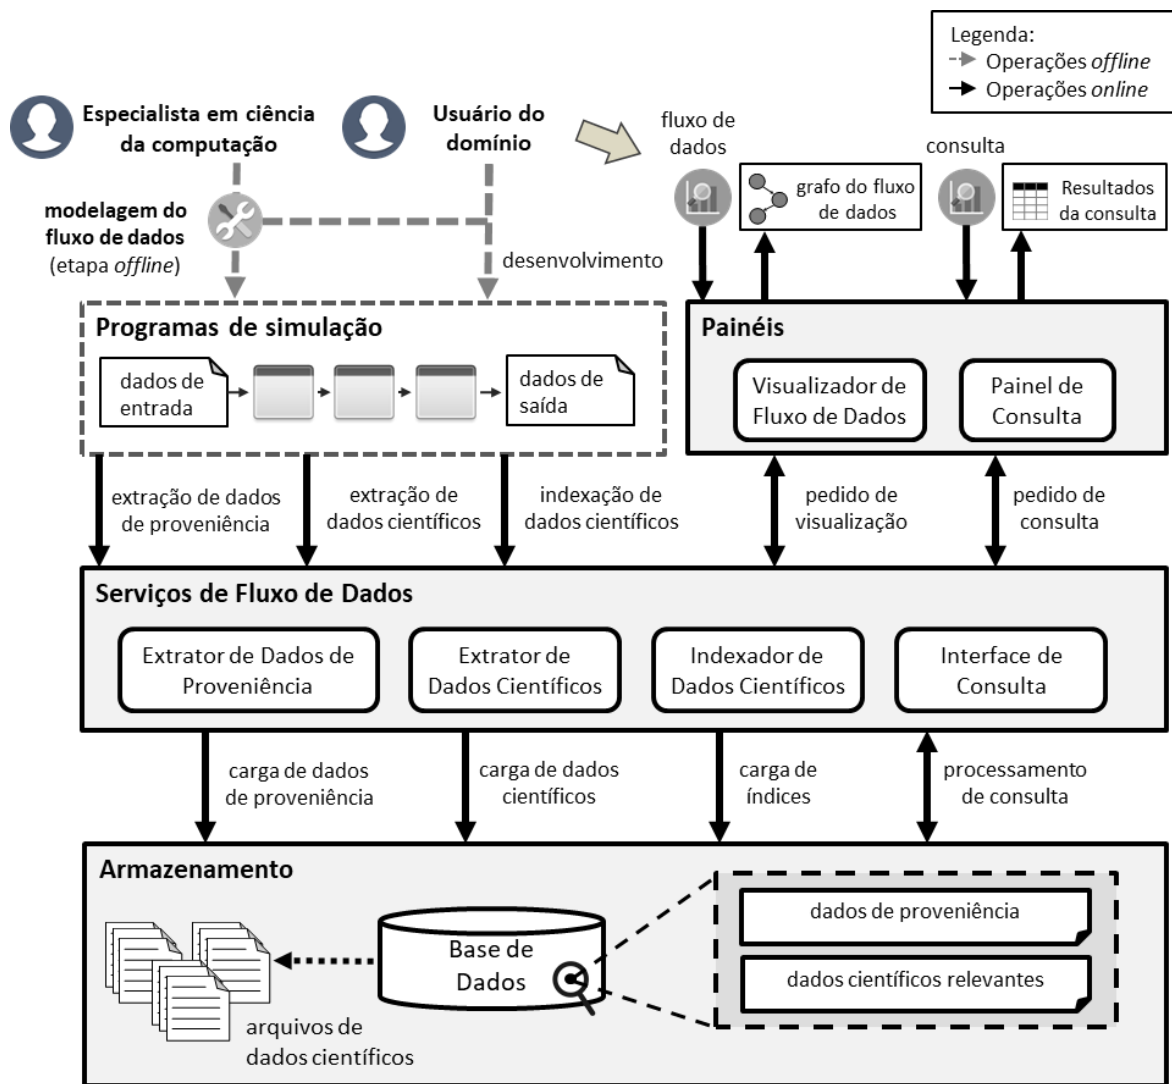 Legenda:
Operações offline
Operações online
Especialista em ciência
da computação
Usuário do
domínio
fluxo de
dados
consulta
grafo do fluxo
de dados
Resultados
da consulta
modelagem do
fluxo de dados
(etapa offline)
desenvolvimento
Programas de simulação
dados de
entrada
dados de
saída
Painéis
Visualizador de
Fluxo de Dados
Painel de
Consulta
extração de dados
de proveniência
extração de
dados científicos
indexação de
dados científicos
pedido de
visualização
pedido de
consulta
Serviços de Fluxo de Dados
Extrator de Dados de
Proveniência
Extrator de
Dados Científicos
Indexador de
Dados Científicos
Interface de
Consulta
carga de dados
de proveniência
carga de dados
científicos
carga de
índices
processamento
de consulta
Armazenamento
Base de
Dados
dados de proveniência
dados científicos relevantes
arquivos de
dados científicos